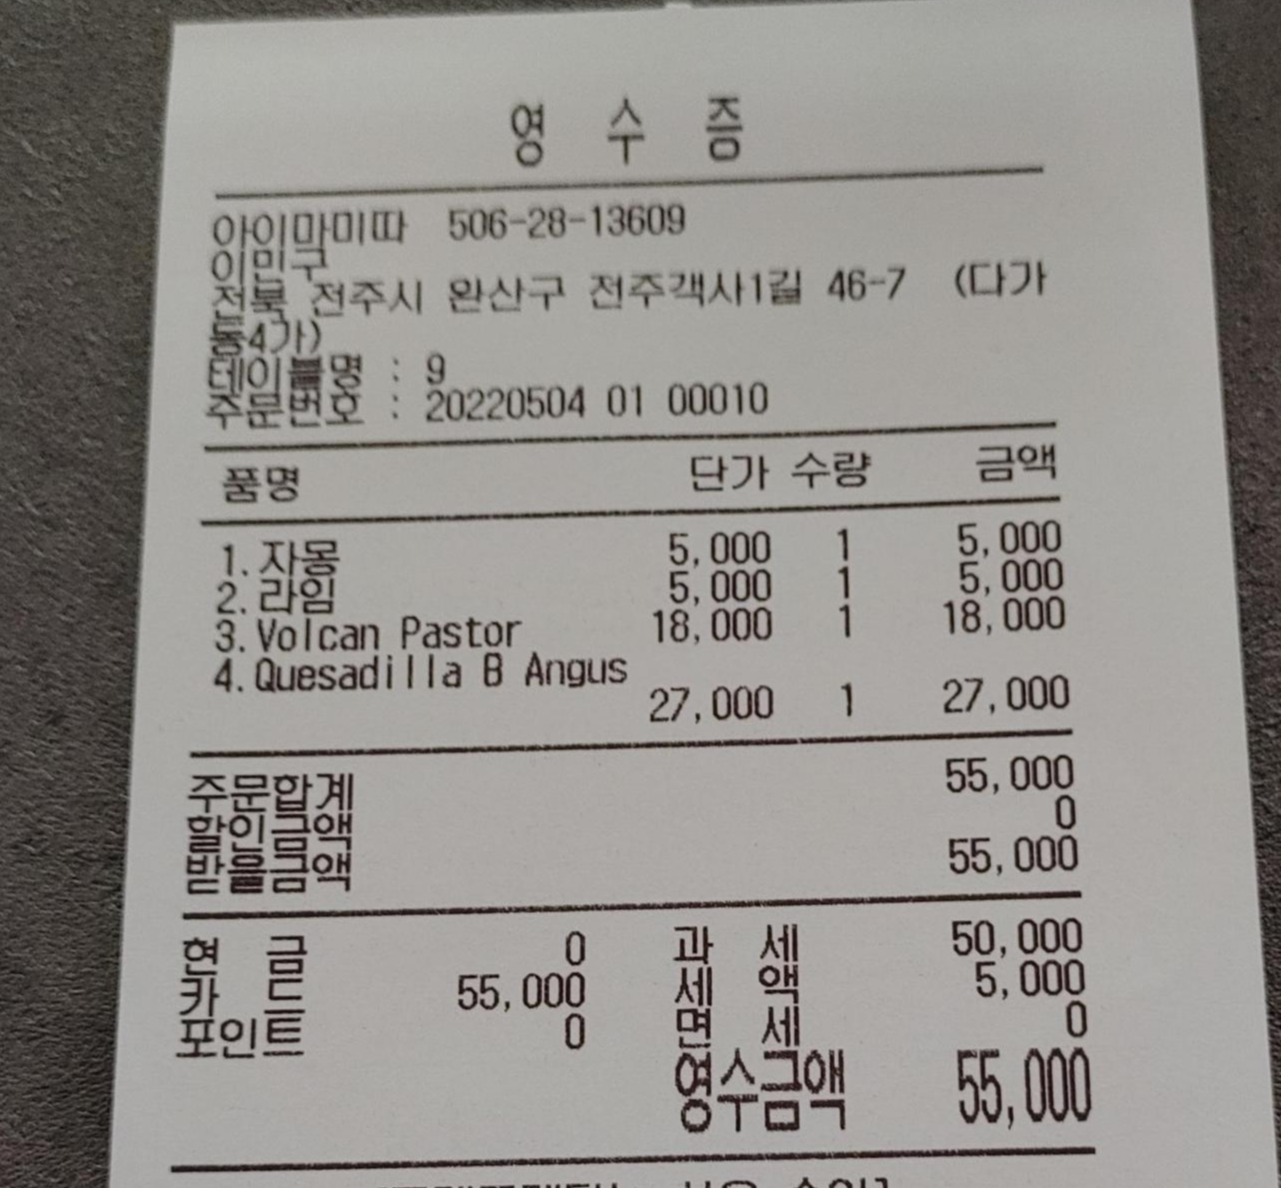 영 수 증
아이마미따 506-28-13609
이민구
전북 전주시 완산구 전주객사1길 46-7 (다가
동4가)
테이블명 : 9
주문번호 : 20220504 01 00010
품명 단가 수량 금액
1. 자몽 5,000 1 5,000
2. 라임 5,000 1 5,000
3. Volcan Pastor 18,000 1 18,000
4. Quesadilla B Angus
27,000 1 27,000
주문합계 55,000
할인금액 0
받을금액 55,000
현 금 0 과 세 50,000
카 드 55,000 세 액 5,000
포인트 0 면 세 0
영수금액 55,000